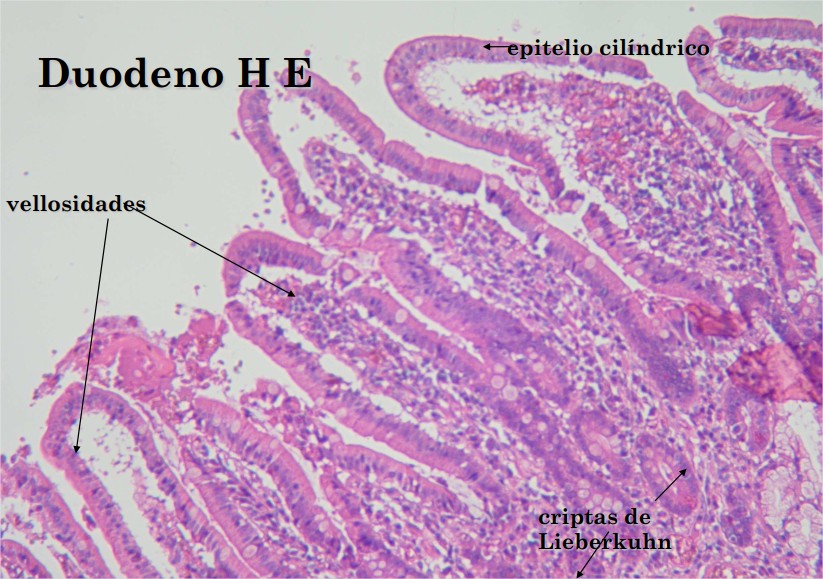 epitelio cilíndrico
Duodeno H E
vellosidades
criptas de
Lieberkuhn